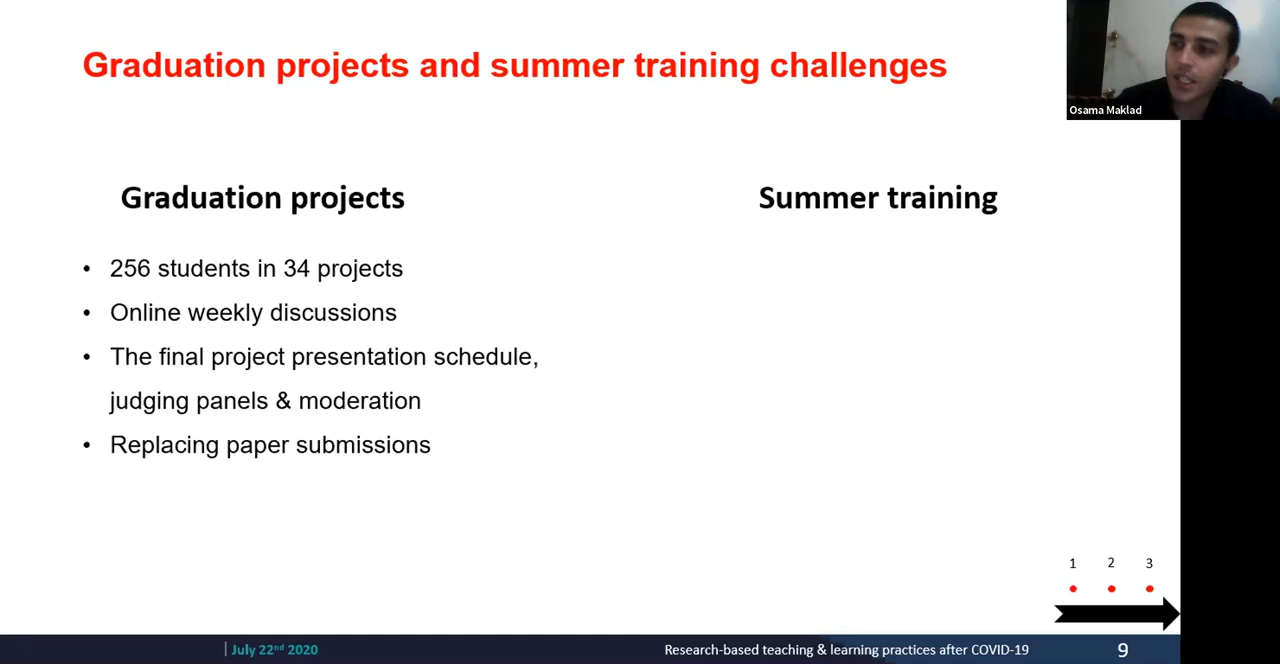 Graduation projects and summer training challenges
Osama Maklad
Graduation projects
• 256 students in 34 projects
• Online weekly discussions
• The final project presentation schedule,
judging panels & moderation
• Replacing paper submissions
Summer training
1 2 3
July 22nd 2020
Research-based teaching & learning practices after COVID-19
9